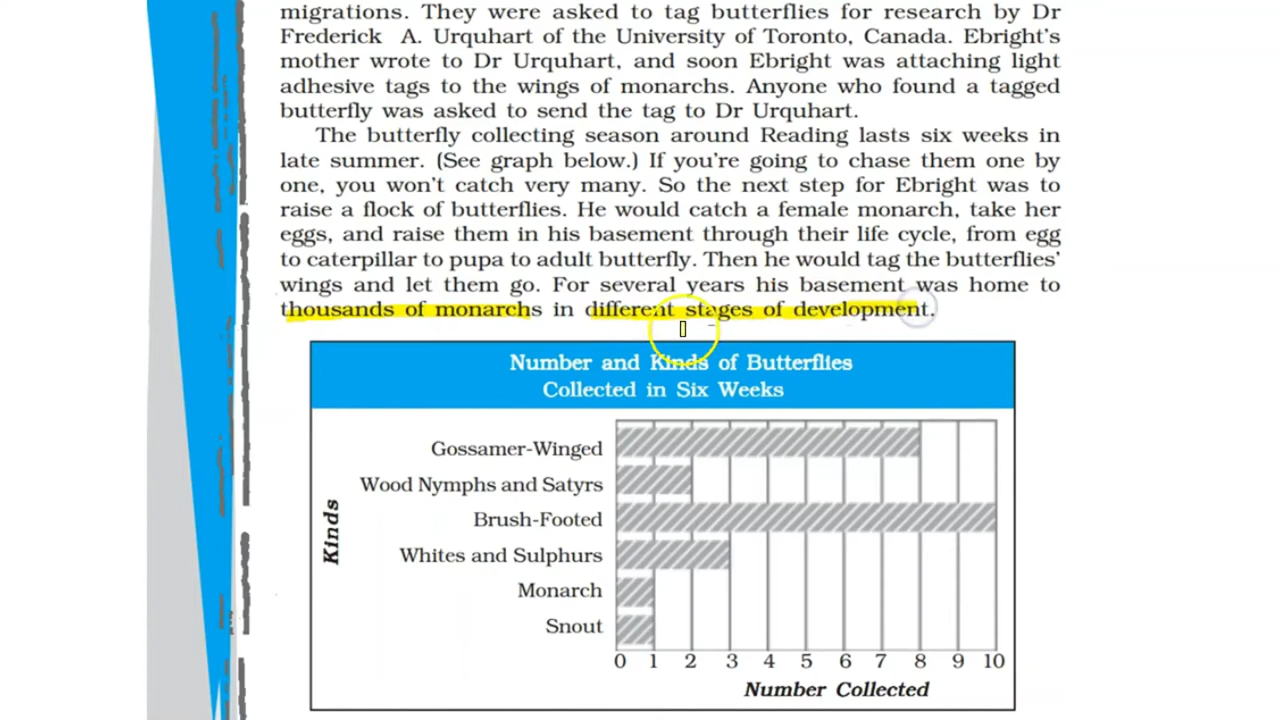 migrations. They were asked to tag butterflies for research by Dr
Frederick A. Urquhart of the University of Toronto, Canada. Ebright's
mother wrote to Dr Urquhart, and soon Ebright was attaching light
adhesive tags to the wings of monarchs. Anyone who found a tagged
butterfly was asked to send the tag to Dr Urquhart.
The butterfly collecting season around Reading lasts six weeks in
late summer. (See graph below.) If you're going to chase them one by
one, you won't catch very many. So the next step for Ebright was to
raise a flock of butterflies. He would catch a female monarch, take her
eggs, and raise them in his basement through their life cycle, from egg
to caterpillar to pupa to adult butterfly. Then he would tag the butterflies'
wings and let them go. For several years his basement was home to
thousands of monarchs in different stages of development.
Number and Kinds of Butterflies
Collected in Six Weeks
Kinds
Gossamer-Winged
Wood Nymphs and Satyrs
Brush-Footed
Whites and Sulphurs
Monarch
Snout
0 1 2 3 4 5 6 7 8 9 10
Number Collected